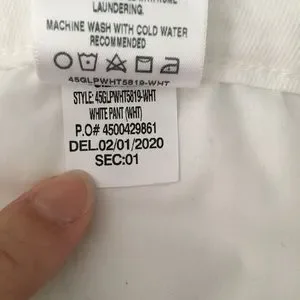 LAUNDERING.
MACHINE WASH WITH COLD WATER
RECOMMENDED
45GLPWHT5819-WHT
STYLE: 45GLPWHT5819-WHT
WHITE PANT (WHT)
P.O# 4500429861
DEL.02/01/2020
SEC:01